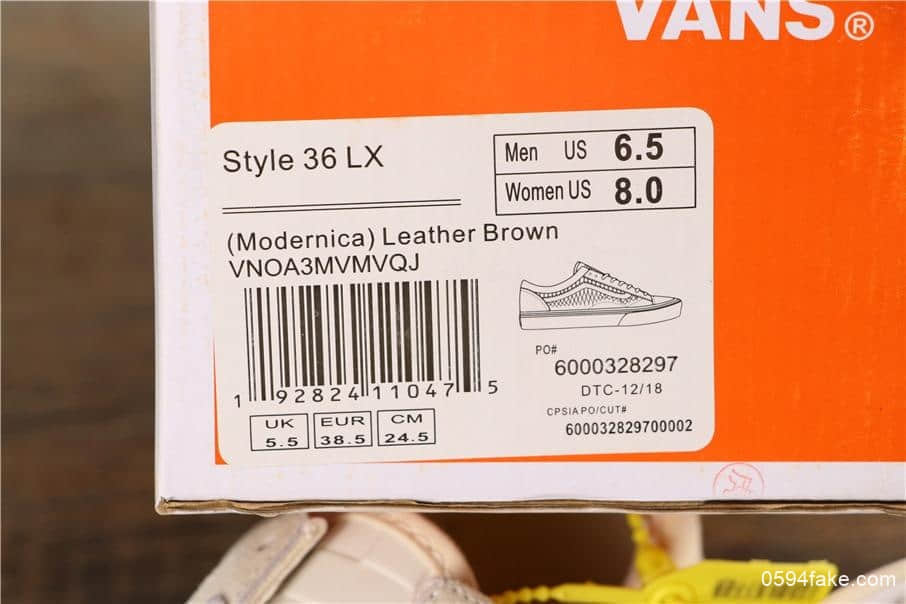 VANS®
Style 36 LX
Men US 6.5
Women US 8.0
(Modernica) Leather Brown
VNOA3MVMVQJ
1 92824 11047 5
PO#
6000328297
DTC-12/18
CPSIA PO/CUT#
600032829700002
UK EUR CM
5.5 38.5 24.5
0594fake.com